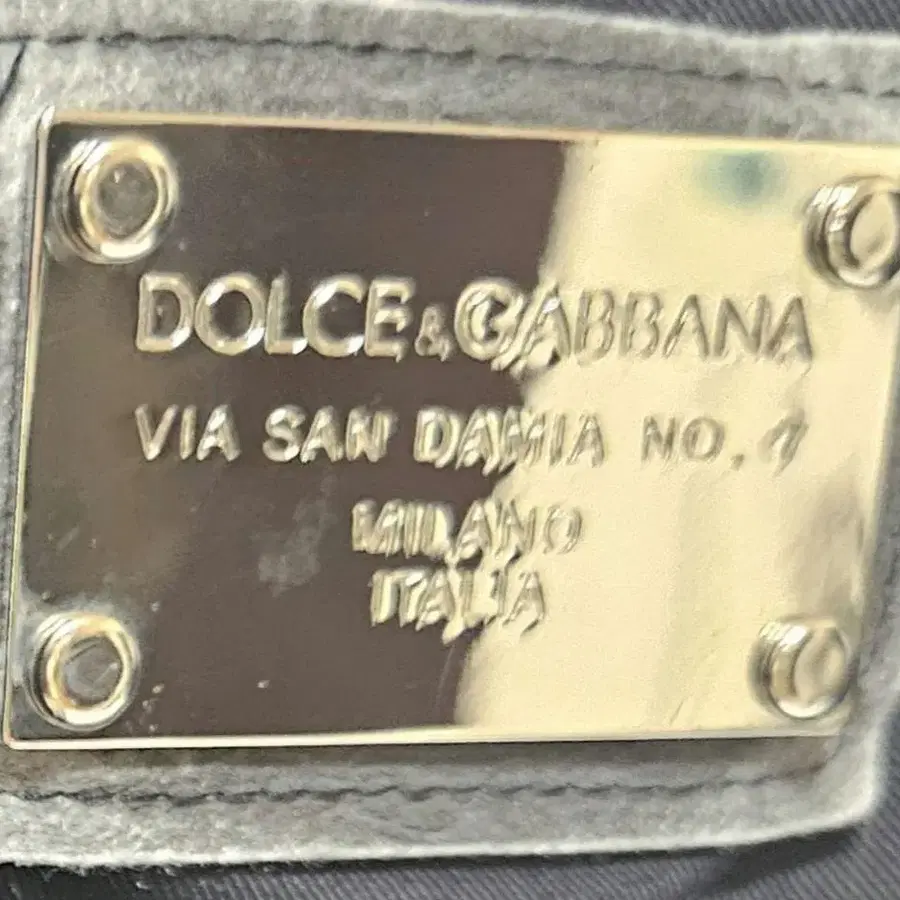 DOLCE&GABBANA
VIA SAN DAMIA NO. 7
MILANO
ITALIA